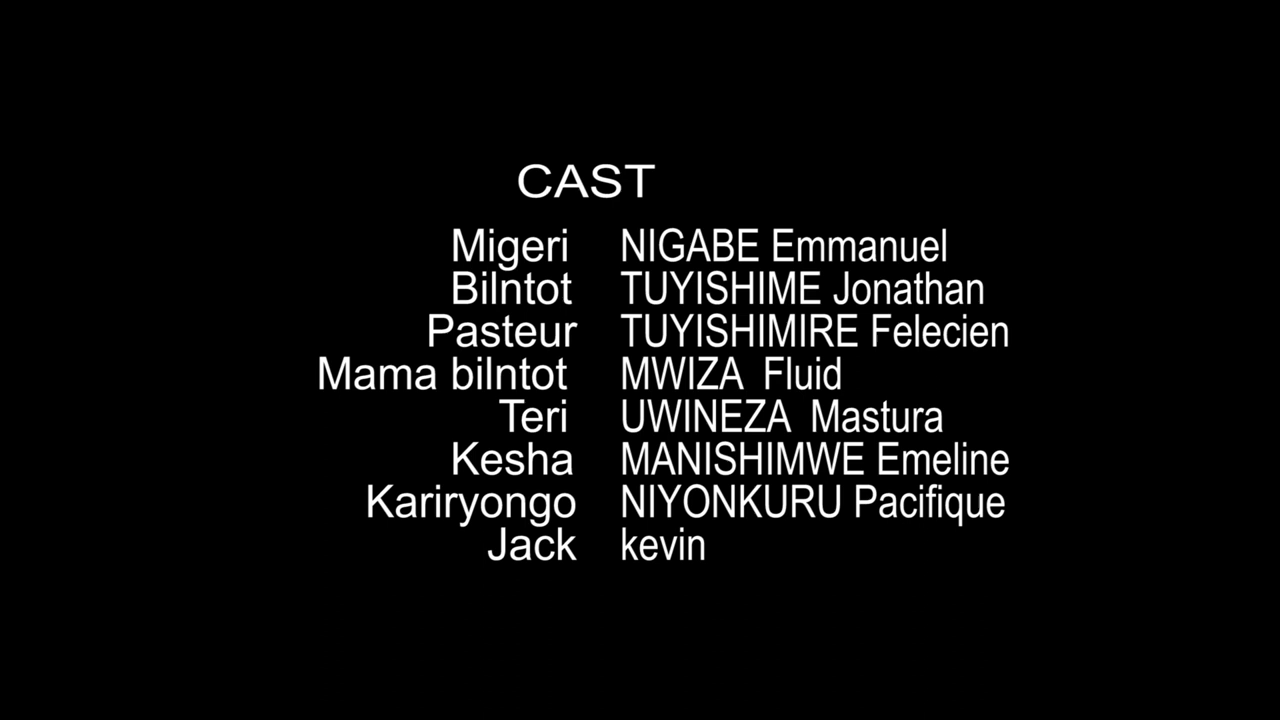 CAST
Migeri NIGABE Emmanuel
Bilntot TUYISHIME Jonathan
Pasteur TUYISHIMIRE Felecien
Mama bilntot MWIZA Fluid
Teri UWINEZA Mastura
Kesha MANISHIMWE Emeline
Kariryongo NIYONKURU Pacifique
Jack kevin